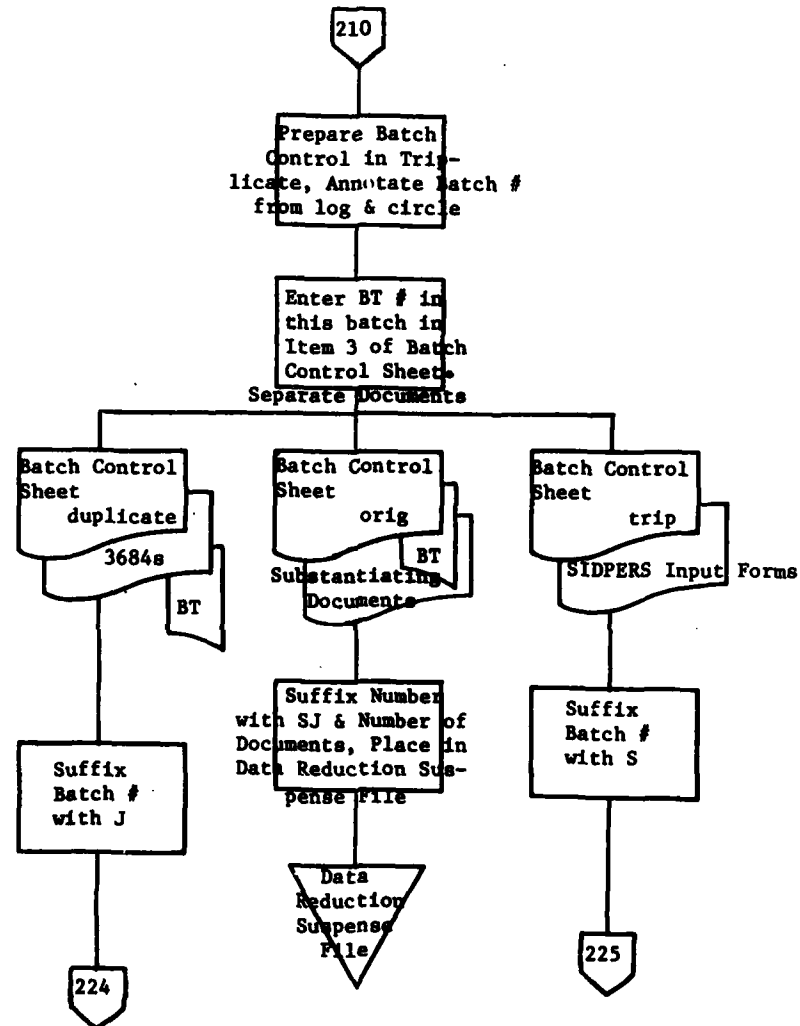 210
Prepare Batch
Control in Trip-
licate, Annotate Batch #
from log & circle
Enter BT # in
this batch in
Item 3 of Batch
Control Sheet.
Separate Documents
Batch Control
Sheet
duplicate
3684s
BT
Batch Control
Sheet
orig
BT
Substantiating
Documents
Batch Control
Sheet
trip
SIDPERS Input Forms
Suffix
Batch #
with J
Suffix Number
with SJ & Number of
Documents, Place in
Data Reduction Sus-
pense File
Suffix
Batch #
with S
Data
Reduction
Suspense
File
224
225